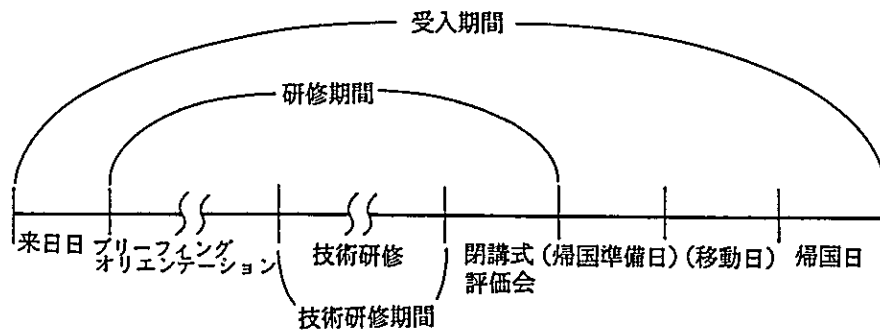 受入期間
研修期間
来日日
ブリーフィング
オリエンテーション
技術研修
閉講式
評価会
(帰国準備日)
(移動日)
帰国日
技術研修期間